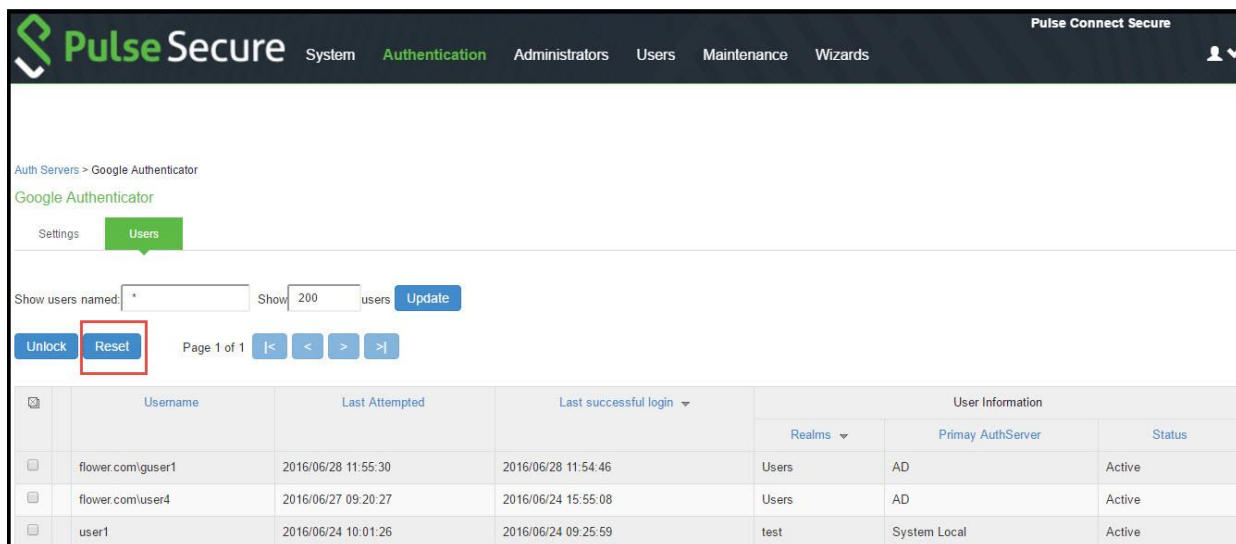 Pulse Connect Secure
Pulse Secure System Authentication Administrators Users Maintenance Wizards
Auth Servers > Google Authenticator
Google Authenticator
Settings Users
Show users named: * Show 200 users Update
Unlock Reset Page 1 of 1 |< < > >|
Username Last Attempted Last successful login User Information
Realms Primay AuthServer Status
flower.com\guser1 2016/06/28 11:55:30 2016/06/28 11:54:46 Users AD Active
flower.com\user4 2016/06/27 09:20:27 2016/06/24 15:55:08 Users AD Active
user1 2016/06/24 10:01:26 2016/06/24 09:25:59 test System Local Active